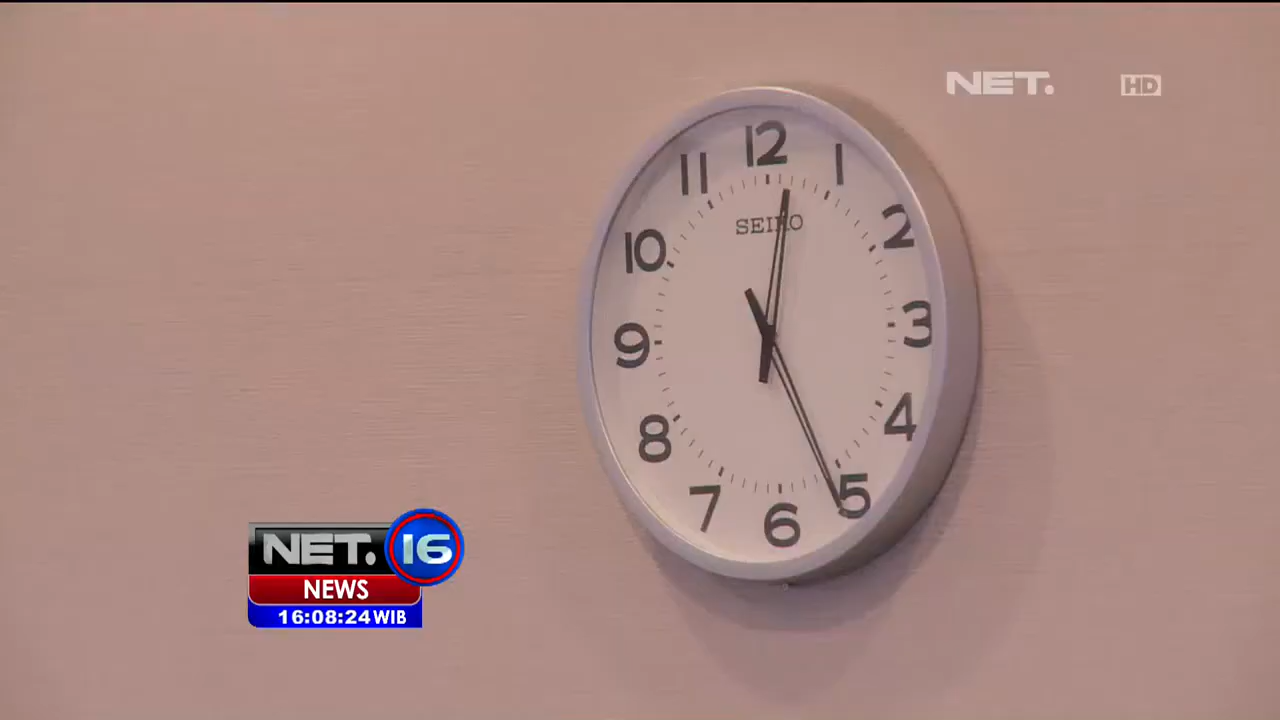 NET. HD
12
11 1
SEIKO
10 2
9 3
8 4
7 5
6
NET. 16
NEWS
16:08:24 WIB